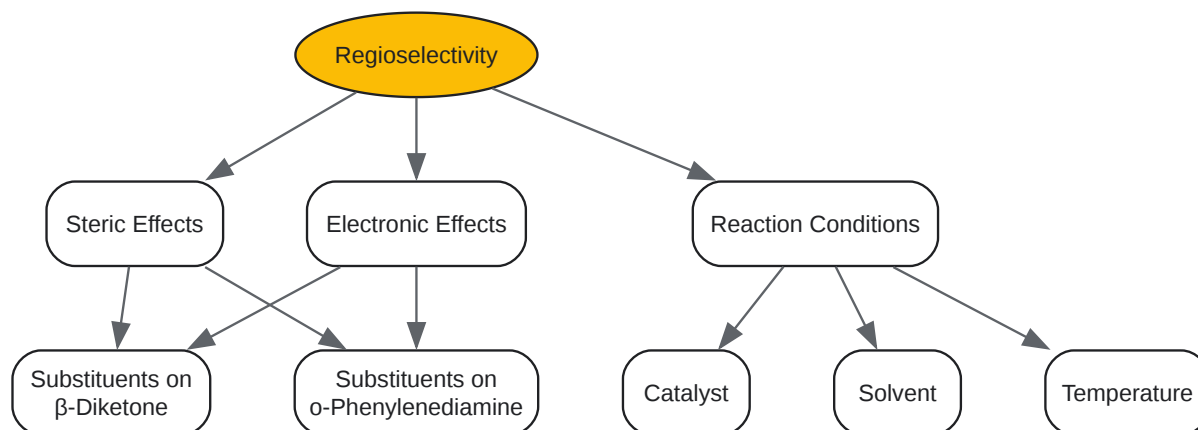 Regioselectivity
Steric Effects
Electronic Effects
Reaction Conditions
Substituents on
β-Diketone
Substituents on
o-Phenylenediamine
Catalyst
Solvent
Temperature